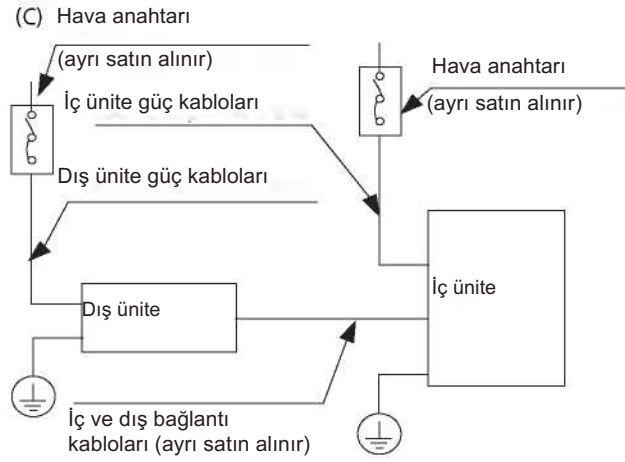 (C) Hava anahtarı
(ayrı satın alınır)
İç ünite güç kabloları
Dış ünite güç kabloları
Hava anahtarı
(ayrı satın alınır)
Dış ünite
İç ünite
İç ve dış bağlantı
kabloları (ayrı satın alınır)